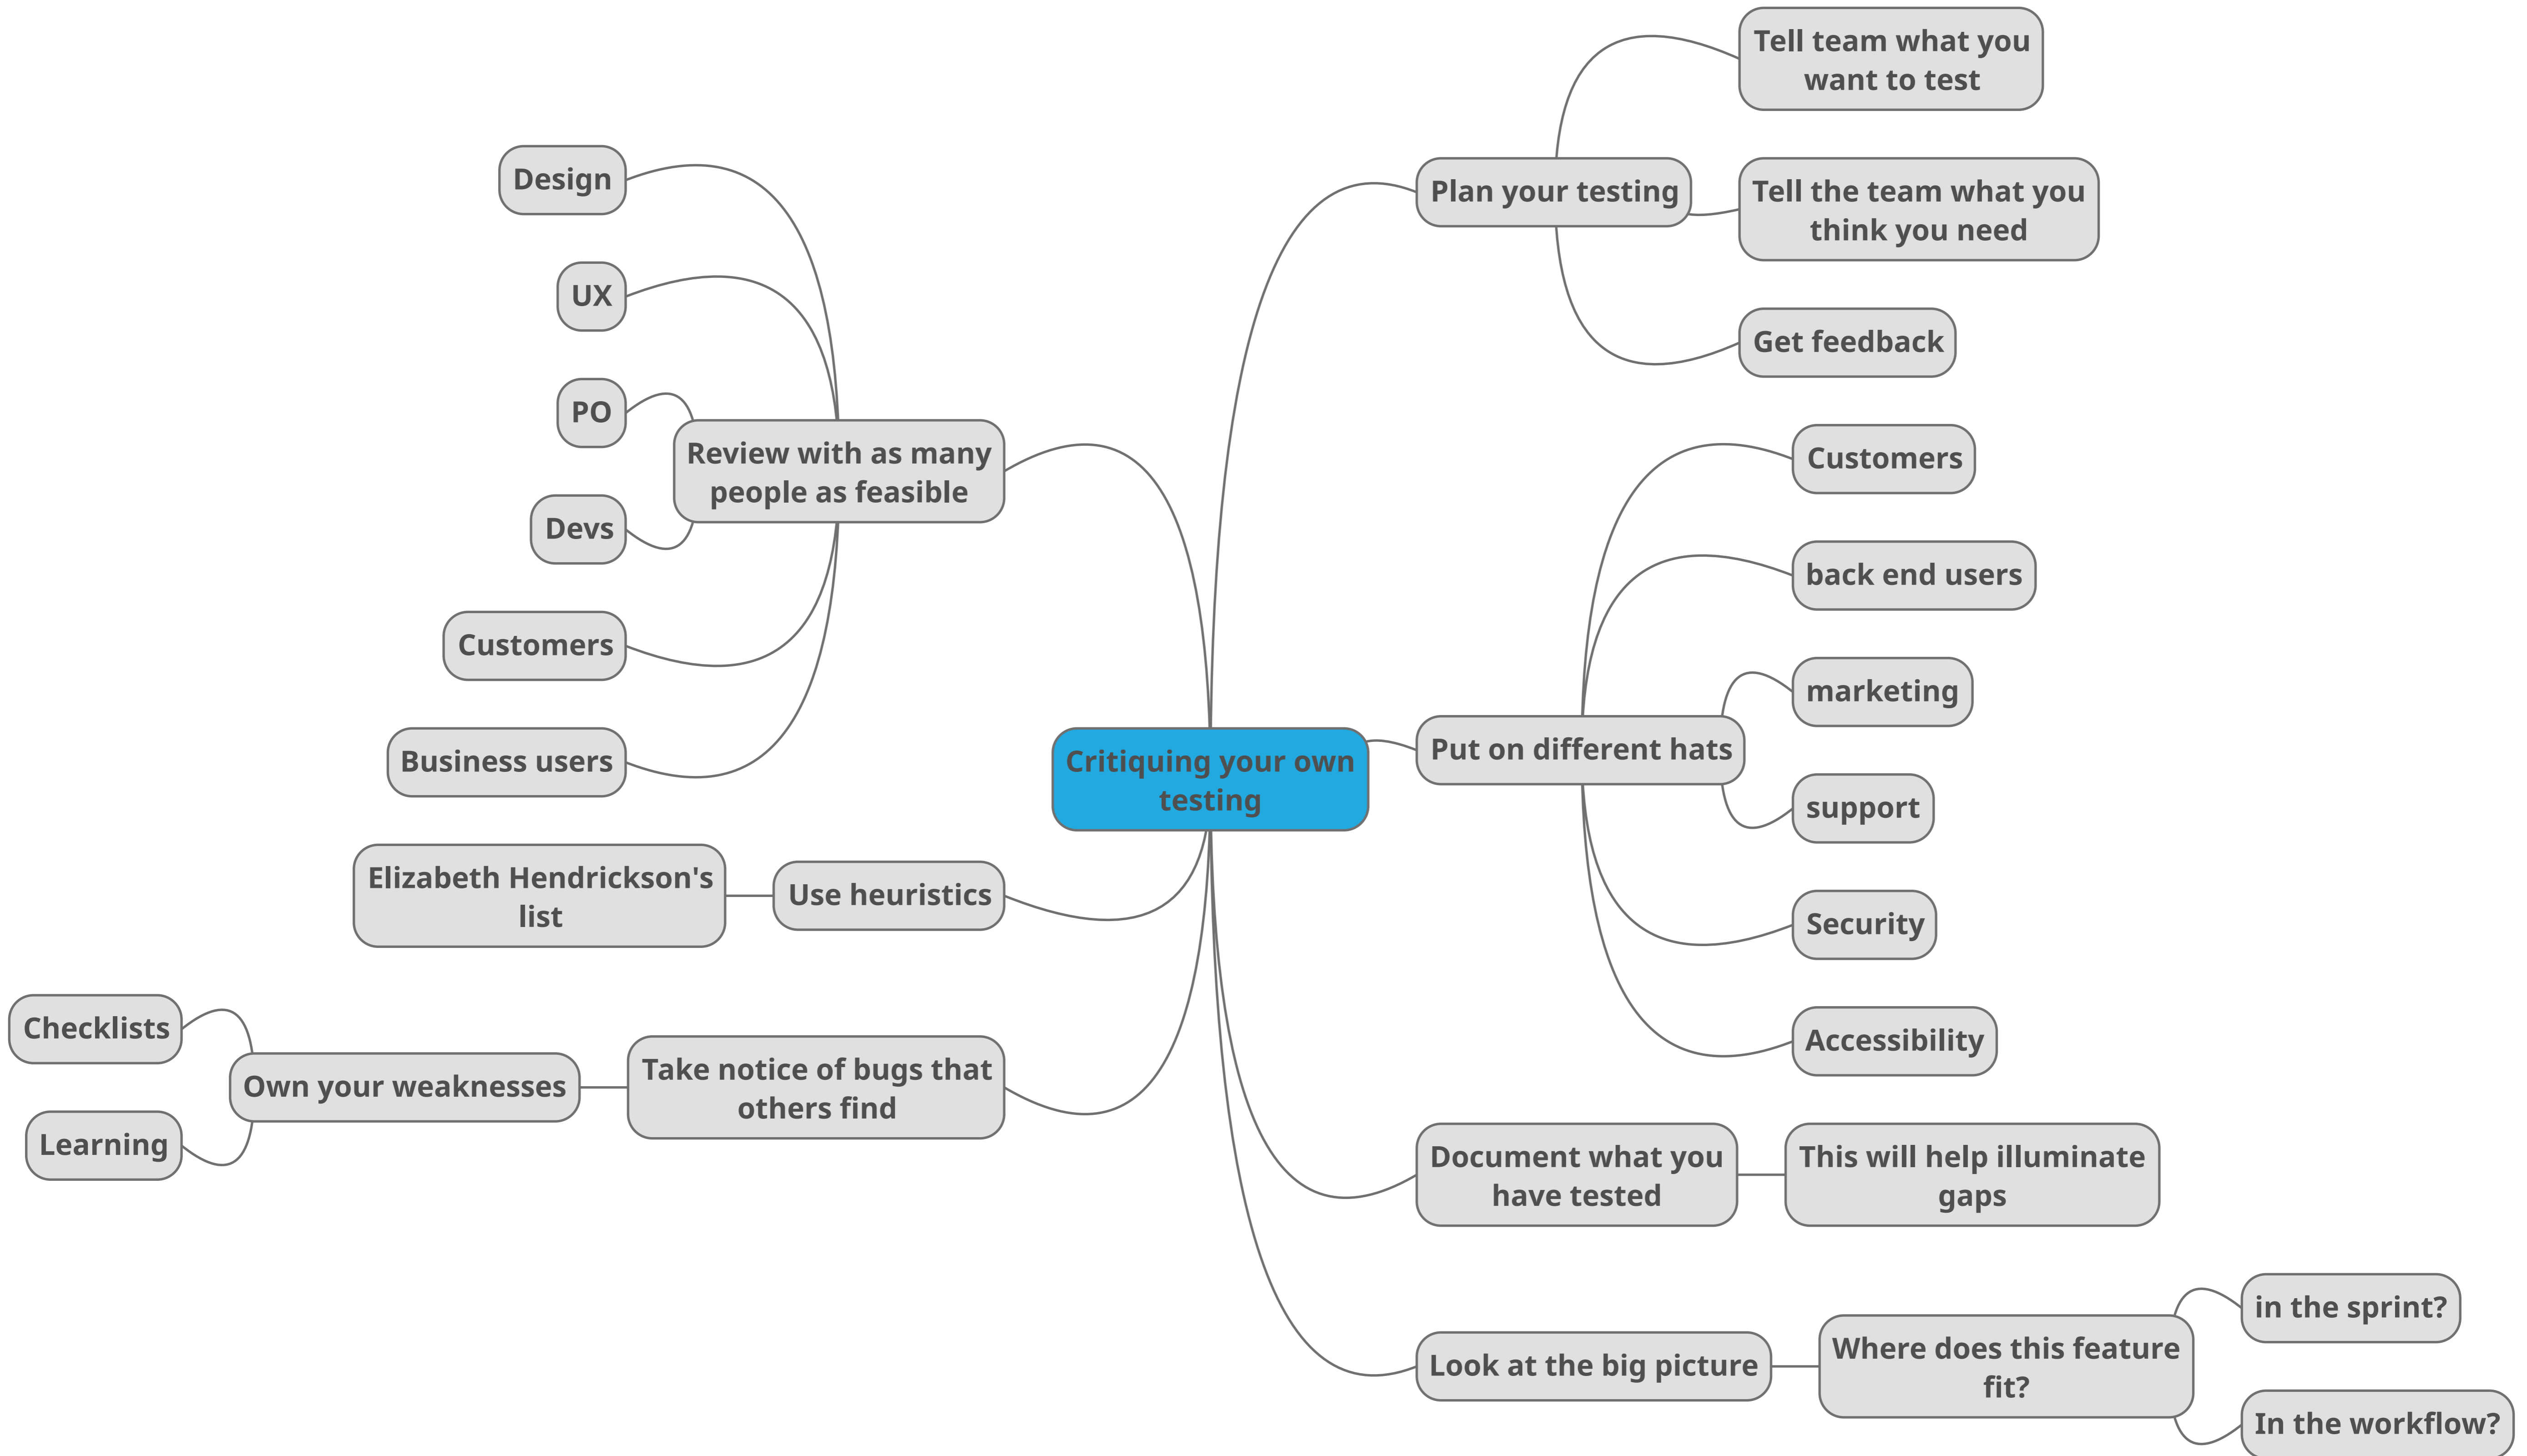 Critiquing your own
testing
Plan your testing
Tell team what you
want to test
Tell the team what you
think you need
Get feedback
Put on different hats
Customers
back end users
marketing
support
Security
Accessibility
Document what you
have tested
This will help illuminate
gaps
Look at the big picture
Where does this feature
fit?
in the sprint?
In the workflow?
Review with as many
people as feasible
Design
UX
PO
Devs
Customers
Business users
Use heuristics
Elizabeth Hendrickson's
list
Take notice of bugs that
others find
Own your weaknesses
Checklists
Learning